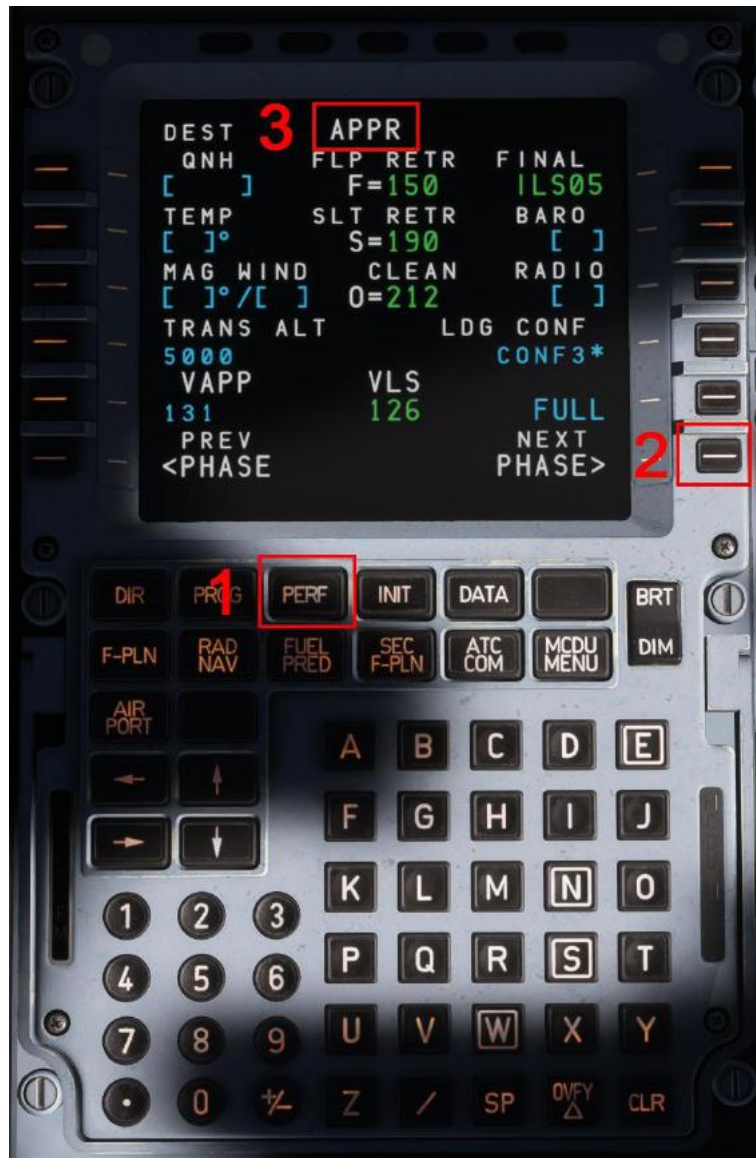 DEST 3 APPR
QNH FLP RETR FINAL
[ ] F=150 ILS05
TEMP SLT RETR BARO
[ ]° S=190 [ ]
MAG WIND CLEAN RADIO
[ ]°/[ ] O=212 [ ]
TRANS ALT LDG CONF
5000 CONF3*
VAPP VLS
131 126 FULL
PREV NEXT
<PHASE PHASE>
2
1
DIR PROG PERF INIT DATA BRT
F-PLN RAD NAV FUEL PRED SEC F-PLN ATC COM MCDU MENU DIM
AIR PORT
← ↑
→ ↓
A B C D E
F G H I J
K L M N O
1 2 3
P Q R S T
4 5 6
U V W X Y
7 8 9
Z / SP OVFY △ CLR
. 0 +/-